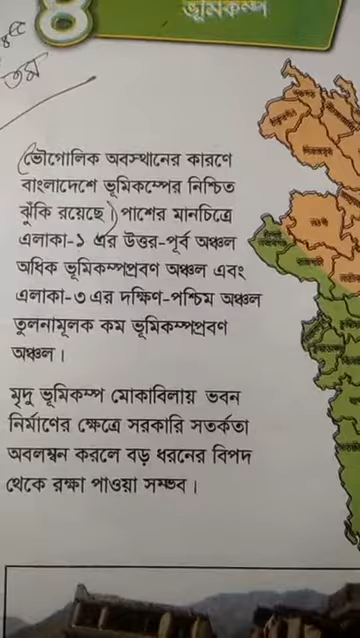 ৪
ভূমিকম্প
তম
(ভৌগোলিক অবস্থানের কারণে
বাংলাদেশে ভূমিকম্পের নিশ্চিত
ঝুঁকি রয়েছে।) পাশের মানচিত্রে
এলাকা-১ এর উত্তর-পূর্ব অঞ্চল
অধিক ভূমিকম্পপ্রবণ অঞ্চল এবং
এলাকা-৩ এর দক্ষিণ-পশ্চিম অঞ্চল
তুলনামূলক কম ভূমিকম্পপ্রবণ
অঞ্চল।
মৃদু ভূমিকম্প মোকাবিলায় ভবন
নির্মাণের ক্ষেত্রে সরকারি সতর্কতা
অবলম্বন করলে বড় ধরনের বিপদ
থেকে রক্ষা পাওয়া সম্ভব।